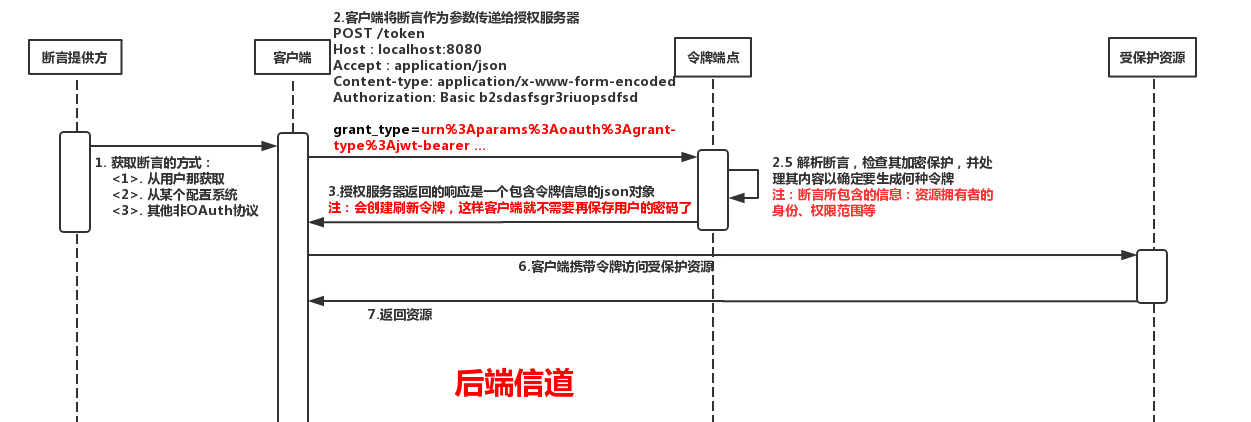 断言提供方
客户端
令牌端点
受保护资源
2.客户端将断言作为参数传递给授权服务器
POST /token
Host : localhost:8080
Accept : application/json
Content-type: application/x-www-form-encoded
Authorization: Basic b2sdasfsgr3riuopsdfsd
grant_type=urn%3Aparams%3Aoauth%3Agrant-
type%3Ajwt-bearer ...
1. 获取断言的方式：
<1>. 从用户那获取
<2>. 从某个配置系统
<3>. 其他非OAuth协议
2.5 解析断言，检查其加密保护，并处
理其内容以确定要生成何种令牌
注：断言所包含的信息：资源拥有者的
身份、权限范围等
3.授权服务器返回的响应是一个包含令牌信息的json对象
注：会创建刷新令牌，这样客户端就不需要再保存用户的密码了
6.客户端携带令牌访问受保护资源
7.返回资源
后端信道